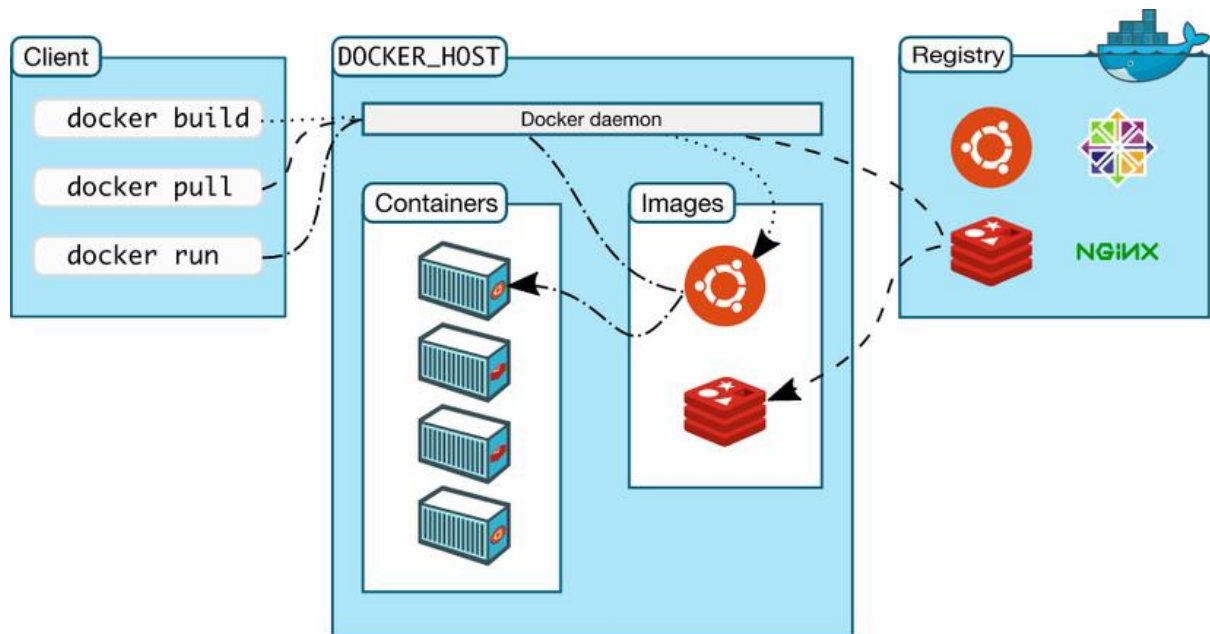 Client
docker build
docker pull
docker run
DOCKER_HOST
Docker daemon
Containers
Images
Registry
NGiNX